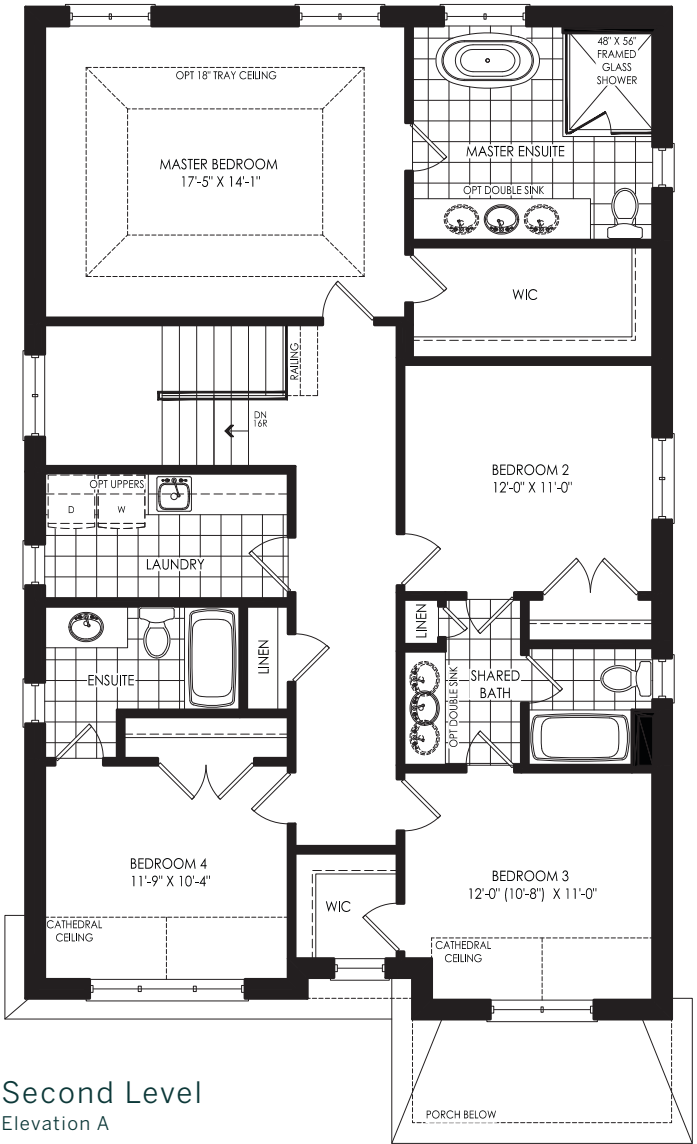 48" X 56"
FRAMED
GLASS
SHOWER
OPT 18" TRAY CEILING
MASTER BEDROOM
17'-5" X 14'-1"
MASTER ENSUITE
OPT DOUBLE SINK
WIC
RAILING
DN
16R
BEDROOM 2
12'-0" X 11'-0"
OPT UPPERS
D
W
LAUNDRY
LINEN
LINEN
ENSUITE
SHARED
BATH
OPT DOUBLE SINK
BEDROOM 4
11'-9" X 10'-4"
BEDROOM 3
12'-0" (10'-8") X 11'-0"
WIC
CATHEDRAL
CEILING
CATHEDRAL
CEILING
PORCH BELOW
Second Level
Elevation A